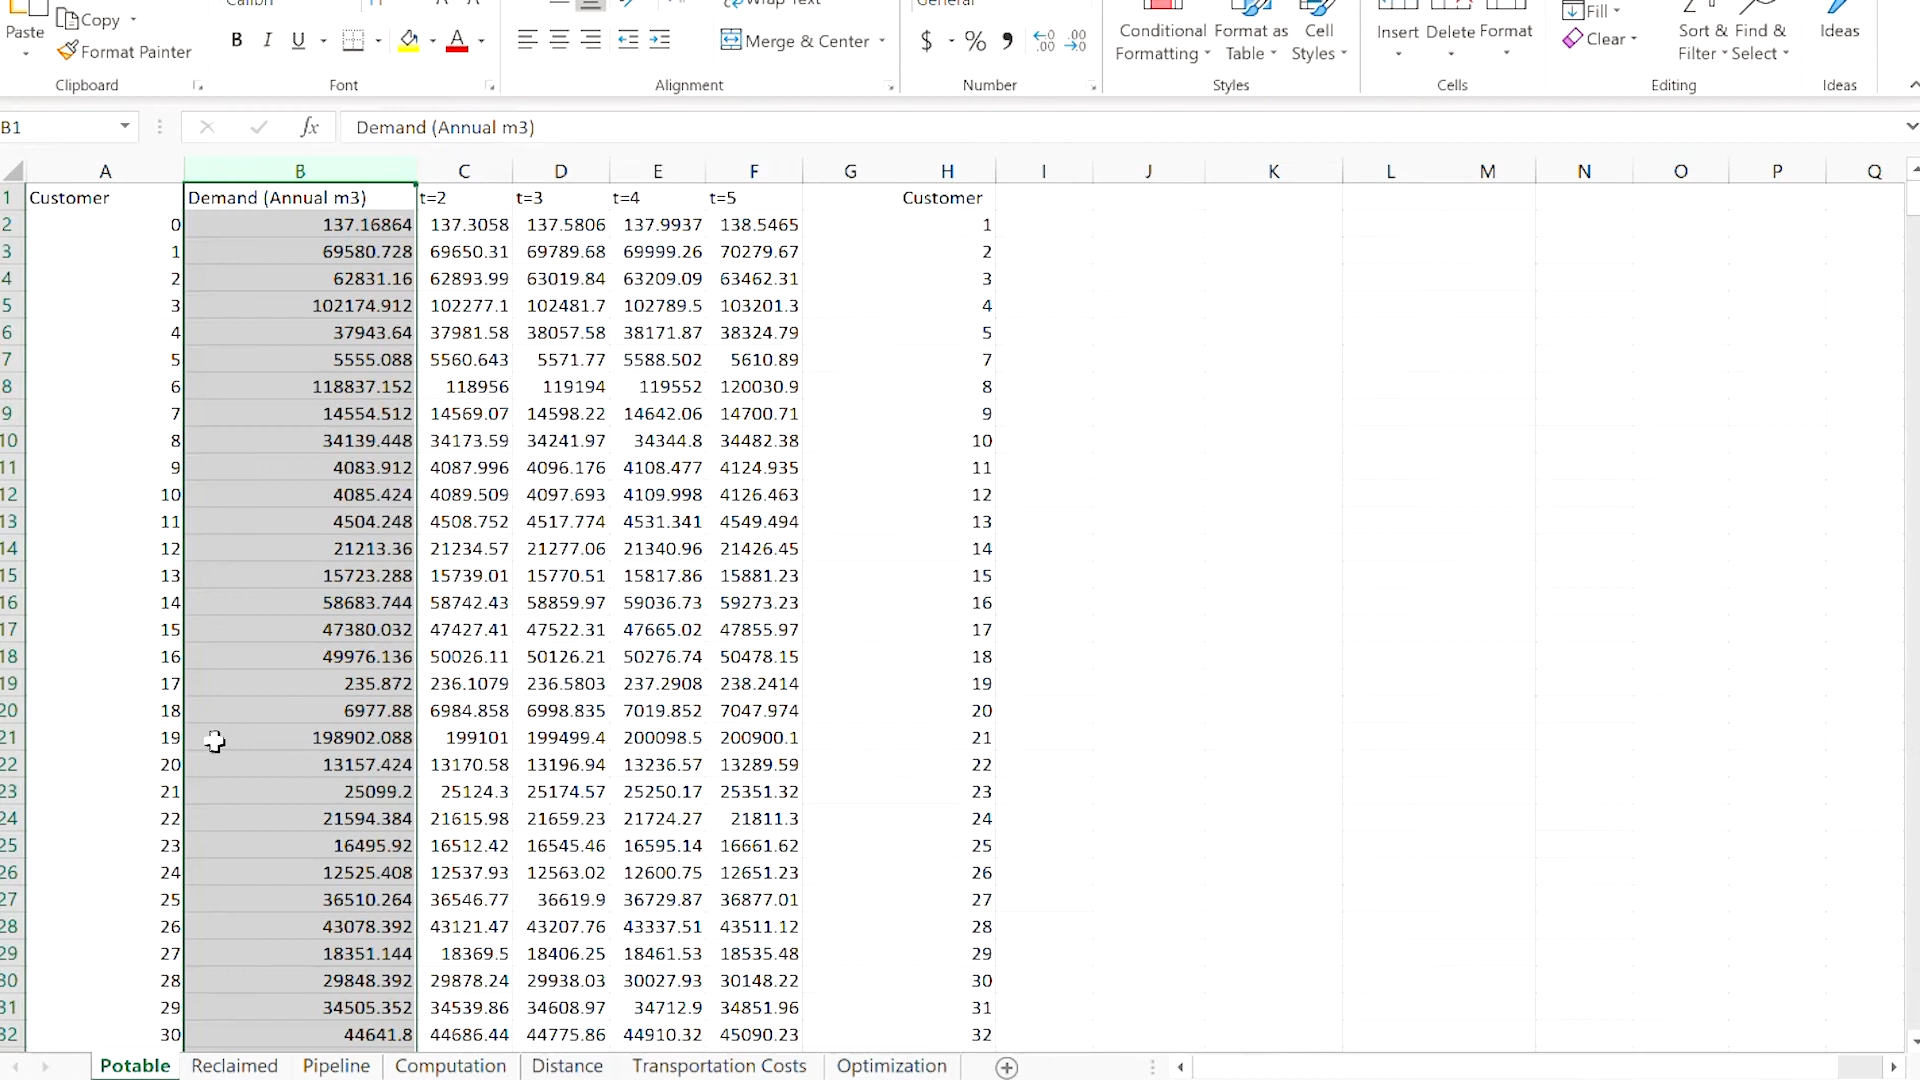 Calibri 11 Wrap Text General
Paste Copy Format Painter B I U Merge & Center $ % Conditional Formatting Format as Table Cell Styles Insert Delete Format Fill Clear Sort & Filter Find & Select Ideas
Clipboard Font Alignment Number Styles Cells Editing Ideas
B1 fx Demand (Annual m3)
A B C D E F G H I J K L M N O P Q
1 Customer Demand (Annual m3) t=2 t=3 t=4 t=5 Customer
2 0 137.16864 137.3058 137.5806 137.9937 138.5465 1
3 1 69580.728 69650.31 69789.68 69999.26 70279.67 2
4 2 62831.16 62893.99 63019.84 63209.09 63462.31 3
5 3 102174.912 102277.1 102481.7 102789.5 103201.3 4
6 4 37943.64 37981.58 38057.58 38171.87 38324.79 5
7 5 5555.088 5560.643 5571.77 5588.502 5610.89 7
8 6 118837.152 118956 119194 119552 120030.9 8
9 7 14554.512 14569.07 14598.22 14642.06 14700.71 9
10 8 34139.448 34173.59 34241.97 34344.8 34482.38 10
11 9 4083.912 4087.996 4096.176 4108.477 4124.935 11
12 10 4085.424 4089.509 4097.693 4109.998 4126.463 12
13 11 4504.248 4508.752 4517.774 4531.341 4549.494 13
14 12 21213.36 21234.57 21277.06 21340.96 21426.45 14
15 13 15723.288 15739.01 15770.51 15817.86 15881.23 15
16 14 58683.744 58742.43 58859.97 59036.73 59273.23 16
17 15 47380.032 47427.41 47522.31 47665.02 47855.97 17
18 16 49976.136 50026.11 50126.21 50276.74 50478.15 18
19 17 235.872 236.1079 236.5803 237.2908 238.2414 19
20 18 6977.88 6984.858 6998.835 7019.852 7047.974 20
21 19 198902.088 199101 199499.4 200098.5 200900.1 21
22 20 13157.424 13170.58 13196.94 13236.57 13289.59 22
23 21 25099.2 25124.3 25174.57 25250.17 25351.32 23
24 22 21594.384 21615.98 21659.23 21724.27 21811.3 24
25 23 16495.92 16512.42 16545.46 16595.14 16661.62 25
26 24 12525.408 12537.93 12563.02 12600.75 12651.23 26
27 25 36510.264 36546.77 36619.9 36729.87 36877.01 27
28 26 43078.392 43121.47 43207.76 43337.51 43511.12 28
29 27 18351.144 18369.5 18406.25 18461.53 18535.48 29
30 28 29848.392 29878.24 29938.03 30027.93 30148.22 30
31 29 34505.352 34539.86 34608.97 34712.9 34851.96 31
32 30 44641.8 44686.44 44775.86 44910.32 45090.23 32
Potable Reclaimed Pipeline Computation Distance Transportation Costs Optimization